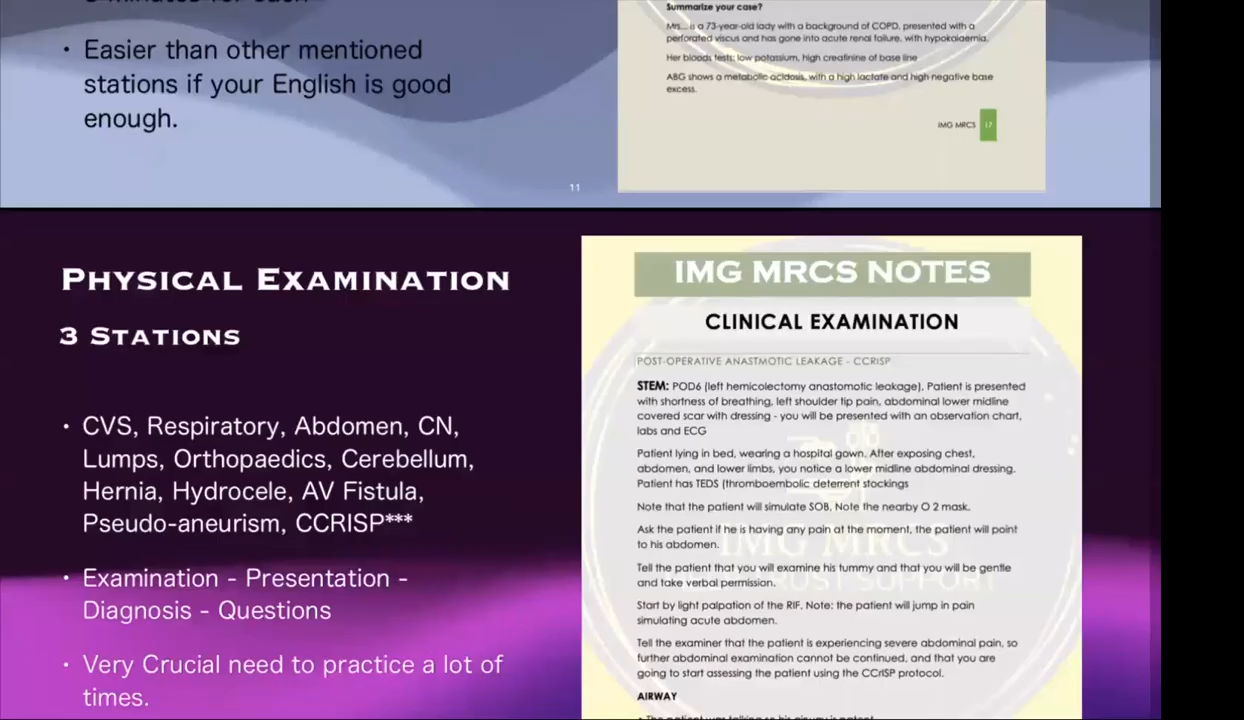 • Easier than other mentioned
stations if your English is good
enough.
11
Summarize your case?
Mrs... is a 73-year-old lady with a background of COPD, presented with a
perforated viscus and has gone into acute renal failure, with hypokalaemia.
Her bloods tests: low potassium, high creatinine of base line
ABG shows a metabolic acidosis, with a high lactate and high negative base
excess.
IMG MRCS 17
PHYSICAL EXAMINATION
3 STATIONS
• CVS, Respiratory, Abdomen, CN,
Lumps, Orthopaedics, Cerebellum,
Hernia, Hydrocele, AV Fistula,
Pseudo-aneurism, CCRISP***
• Examination - Presentation -
Diagnosis - Questions
• Very Crucial need to practice a lot of
times.
IMG MRCS NOTES
CLINICAL EXAMINATION
POST-OPERATIVE ANASTMOTIC LEAKAGE - CCRISP
STEM: POD6 (left hemicolectomy anastomotic leakage), Patient is presented
with shortness of breathing, left shoulder tip pain, abdominal lower midline
covered scar with dressing - you will be presented with an observation chart,
labs and ECG
Patient lying in bed, wearing a hospital gown. After exposing chest,
abdomen, and lower limbs, you notice a lower midline abdominal dressing.
Patient has TEDS (thromboembolic deterrent stockings
Note that the patient will simulate SOB, Note the nearby O 2 mask.
Ask the patient if he is having any pain at the moment, the patient will point
to his abdomen.
Tell the patient that you will examine his tummy and that you will be gentle
and take verbal permission.
Start by light palpation of the RIF, Note: the patient will jump in pain
simulating acute abdomen.
Tell the examiner that the patient is experiencing severe abdominal pain, so
further abdominal examination cannot be continued, and that you are
going to start assessing the patient using the CCrISP protocol.
AIRWAY
IMG MRCS